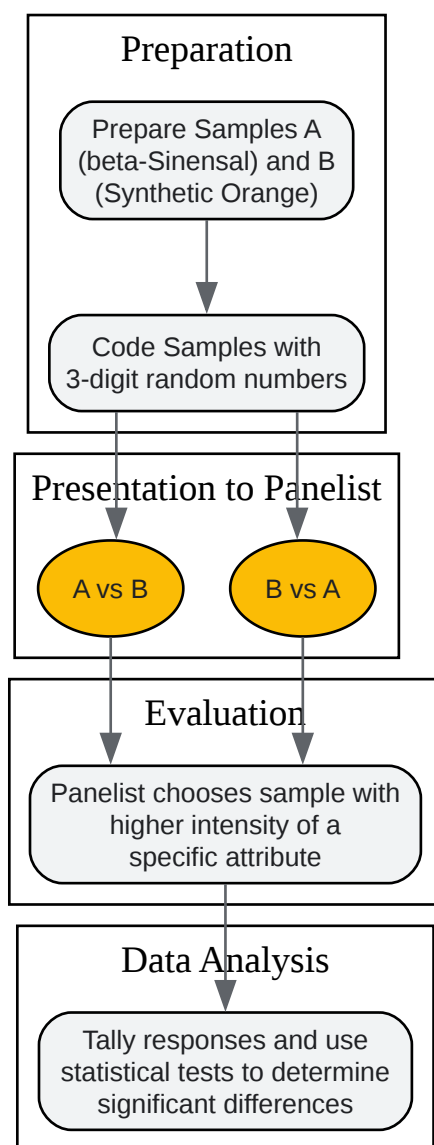 Preparation
Prepare Samples A
(beta-Sinensal) and B
(Synthetic Orange)
Code Samples with
3-digit random numbers
Presentation to Panelist
A vs B
B vs A
Evaluation
Panelist chooses sample with
higher intensity of a
specific attribute
Data Analysis
Tally responses and use
statistical tests to determine
significant differences